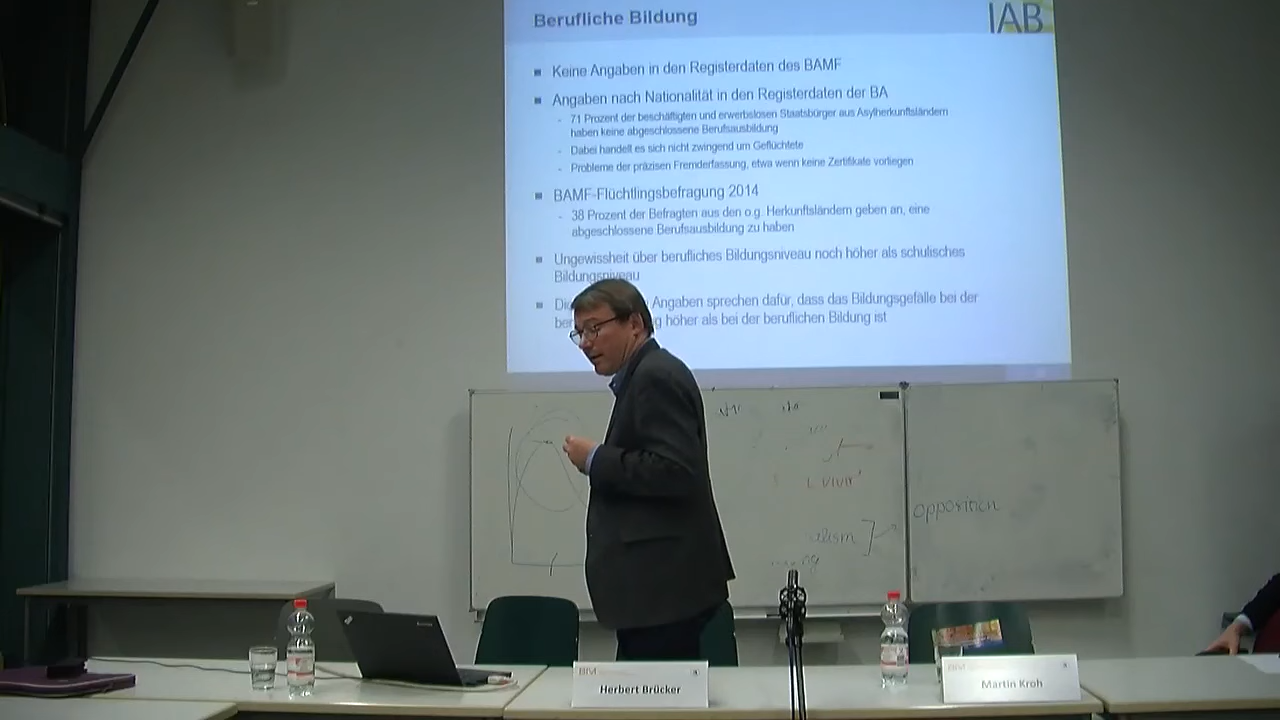 Berufliche Bildung
IAB
Keine Angaben in den Registerdaten des BAMF
Angaben nach Nationalität in den Registerdaten der BA
- 71 Prozent der beschäftigten und erwerbslosen Staatsbürger aus Asylherkunftsländern
haben keine abgeschlossene Berufsausbildung
- Dabei handelt es sich nicht zwingend um Geflüchtete
- Probleme der präzisen Fremderfassung, etwa wenn keine Zertifikate vorliegen
BAMF-Flüchtlingsbefragung 2014
- 38 Prozent der Befragten aus den o.g. Herkunftsländern geben an, eine
abgeschlossene Berufsausbildung zu haben
Ungewissheit über berufliches Bildungsniveau noch höher als schulisches
Bildungsniveau
Angaben sprechen dafür, dass das Bildungsgefälle bei der
höher als bei der beruflichen Bildung ist
opposition
Herbert Brücker
Martin Kroh